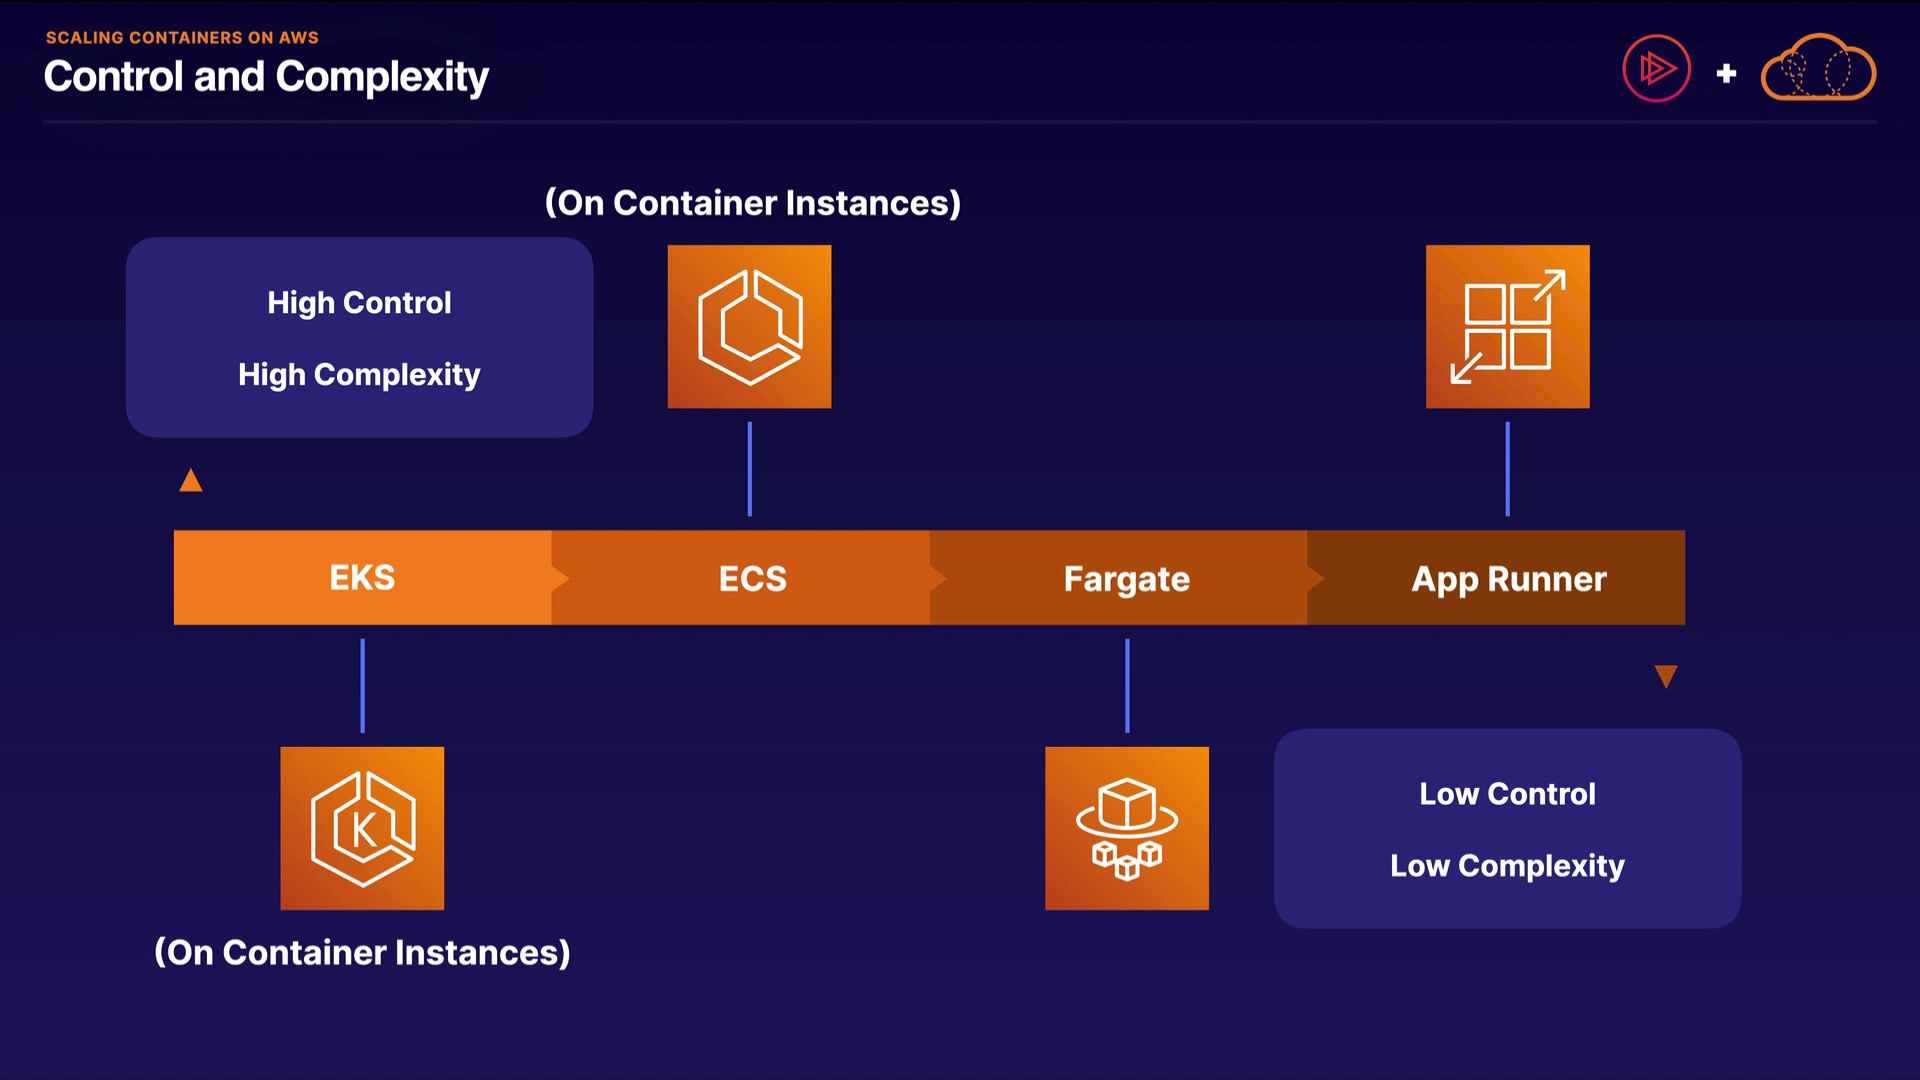 SCALING CONTAINERS ON AWS
Control and Complexity
(On Container Instances)
High Control
High Complexity
EKS
ECS
Fargate
App Runner
K
Low Control
Low Complexity
(On Container Instances)